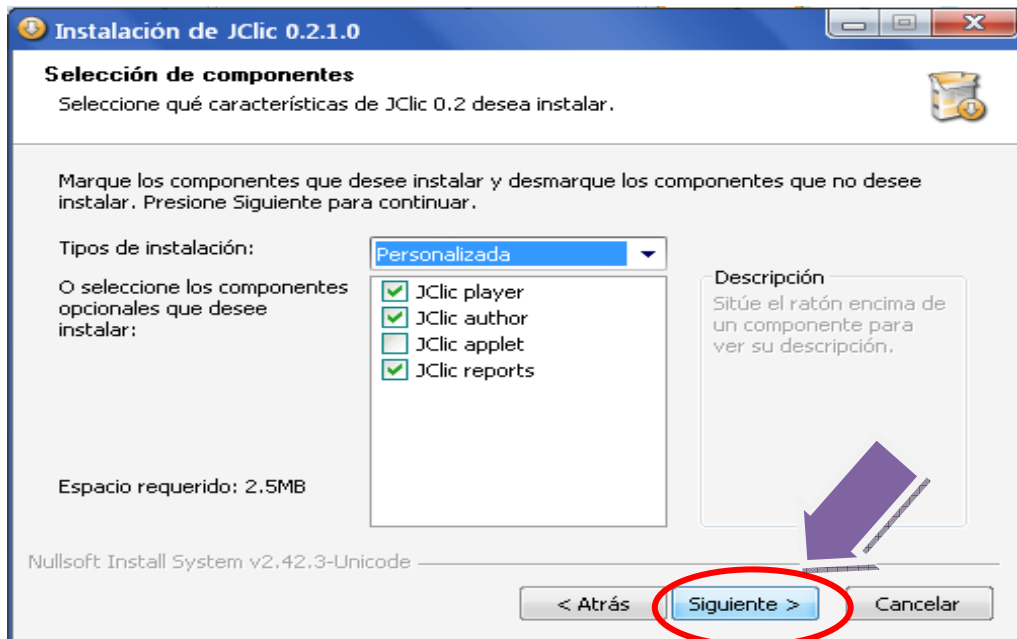 Instalación de JClic 0.2.1.0
Selección de componentes
Seleccione qué características de JClic 0.2 desea instalar.
Marque los componentes que desee instalar y desmarque los componentes que no desee
instalar. Presione Siguiente para continuar.
Tipos de instalación:
Personalizada
O seleccione los componentes
opcionales que desee
instalar:
JClic player
JClic author
JClic applet
JClic reports
Descripción
Sitúe el ratón encima de
un componente para
ver su descripción.
Espacio requerido: 2.5MB
Nullsoft Install System v2.42.3-Unicode
< Atrás
Siguiente >
Cancelar